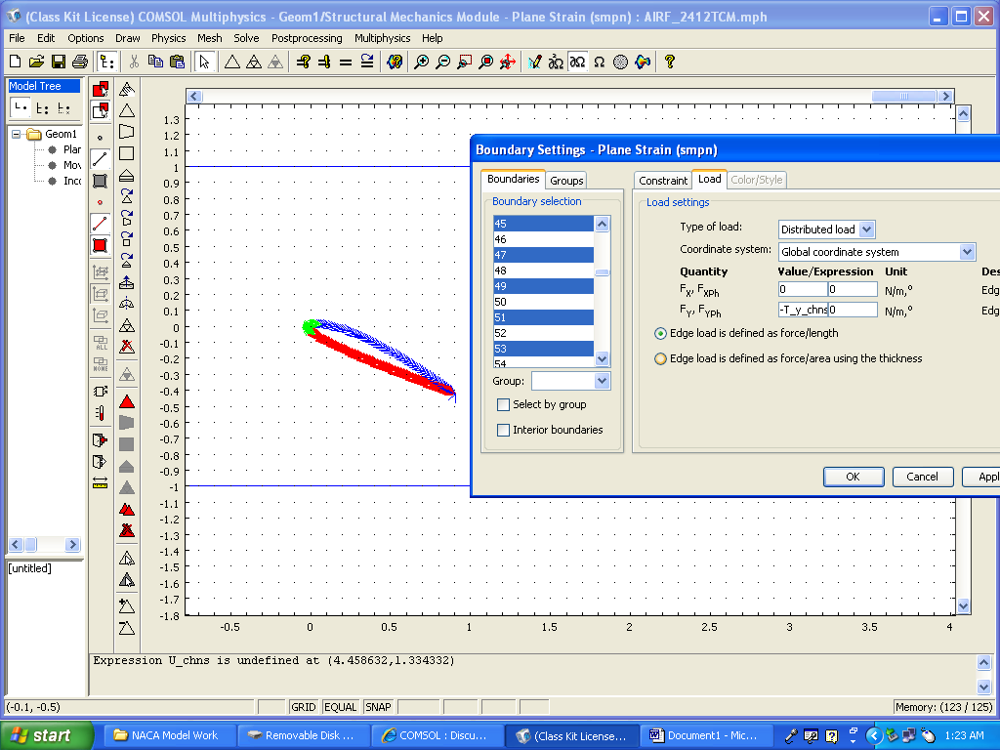 (Class Kit License) COMSOL Multiphysics - Geom1/Structural Mechanics Module - Plane Strain (smpn) : AIRF_2412TCM.mph
File Edit Options Draw Physics Mesh Solve Postprocessing Multiphysics Help
Model Tree
Geom1
Plan
Mov
Inco
[untitled]
1.3
1.2
1.1
1
0.9
0.8
0.7
0.6
0.5
0.4
0.3
0.2
0.1
0
-0.1
-0.2
-0.3
-0.4
-0.5
-0.6
-0.7
-0.8
-0.9
-1
-1.1
-1.2
-1.3
-1.4
-1.5
-1.6
-1.7
-1.8
-0.5 0 0.5 1 1.5 2 2.5 3 3.5 4
Boundary Settings - Plane Strain (smpn)
Boundaries Groups
Boundary selection
45
46
47
48
49
50
51
52
53
54
Group:
Select by group
Interior boundaries
Constraint Load Color/Style
Load settings
Type of load: Distributed load
Coordinate system: Global coordinate system
Quantity Value/Expression Unit Des
FX, FXPh 0 0 N/m,° Edg
FY, FYPh -T_y_chns 0 N/m,° Edg
Edge load is defined as force/length
Edge load is defined as force/area using the thickness
OK Cancel Appl
Expression U_chns is undefined at (4.458632,1.334332)
(-0.1, -0.5) GRID EQUAL SNAP Memory: (123 / 125)
start NACA Model Work Removable Disk ... COMSOL : Discu... (Class Kit License... Document1 - Mic... 1:23 AM